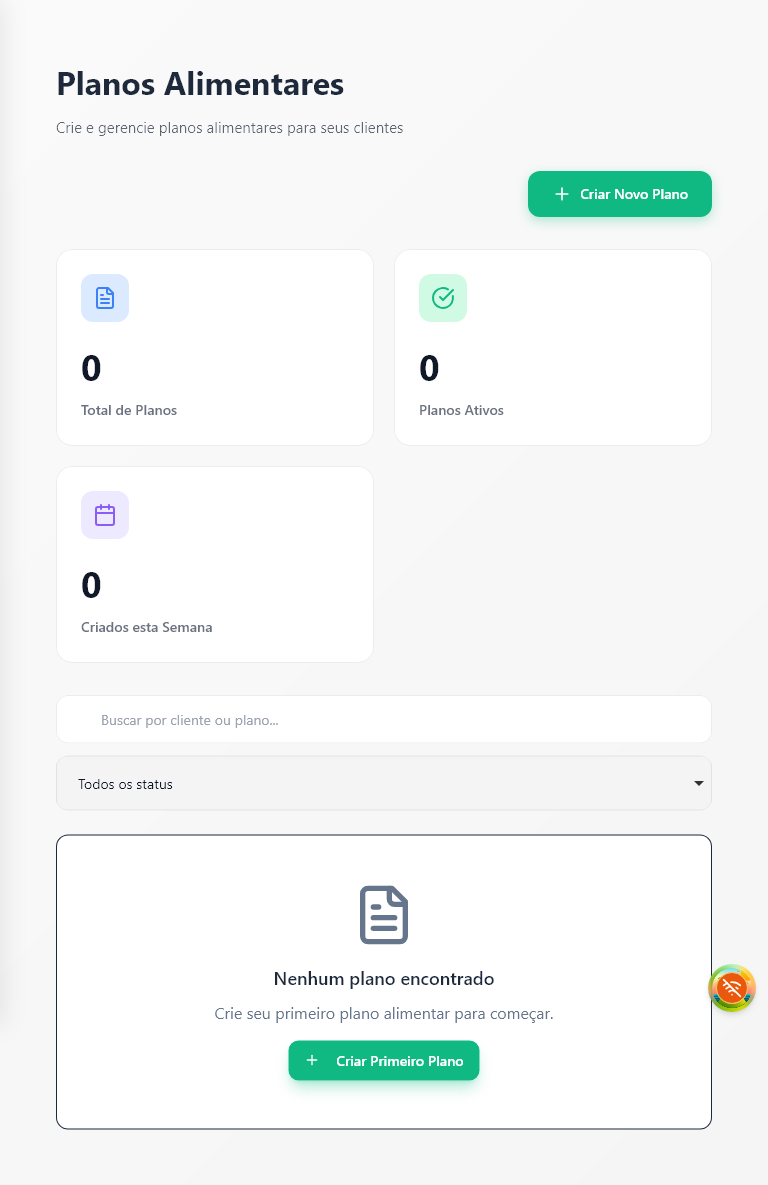 Planos Alimentares
Crie e gerencie planos alimentares para seus clientes
Criar Novo Plano
0
Total de Planos
0
Planos Ativos
0
Criados esta Semana
Buscar por cliente ou plano...
Todos os status
Nenhum plano encontrado
Crie seu primeiro plano alimentar para começar.
Criar Primeiro Plano